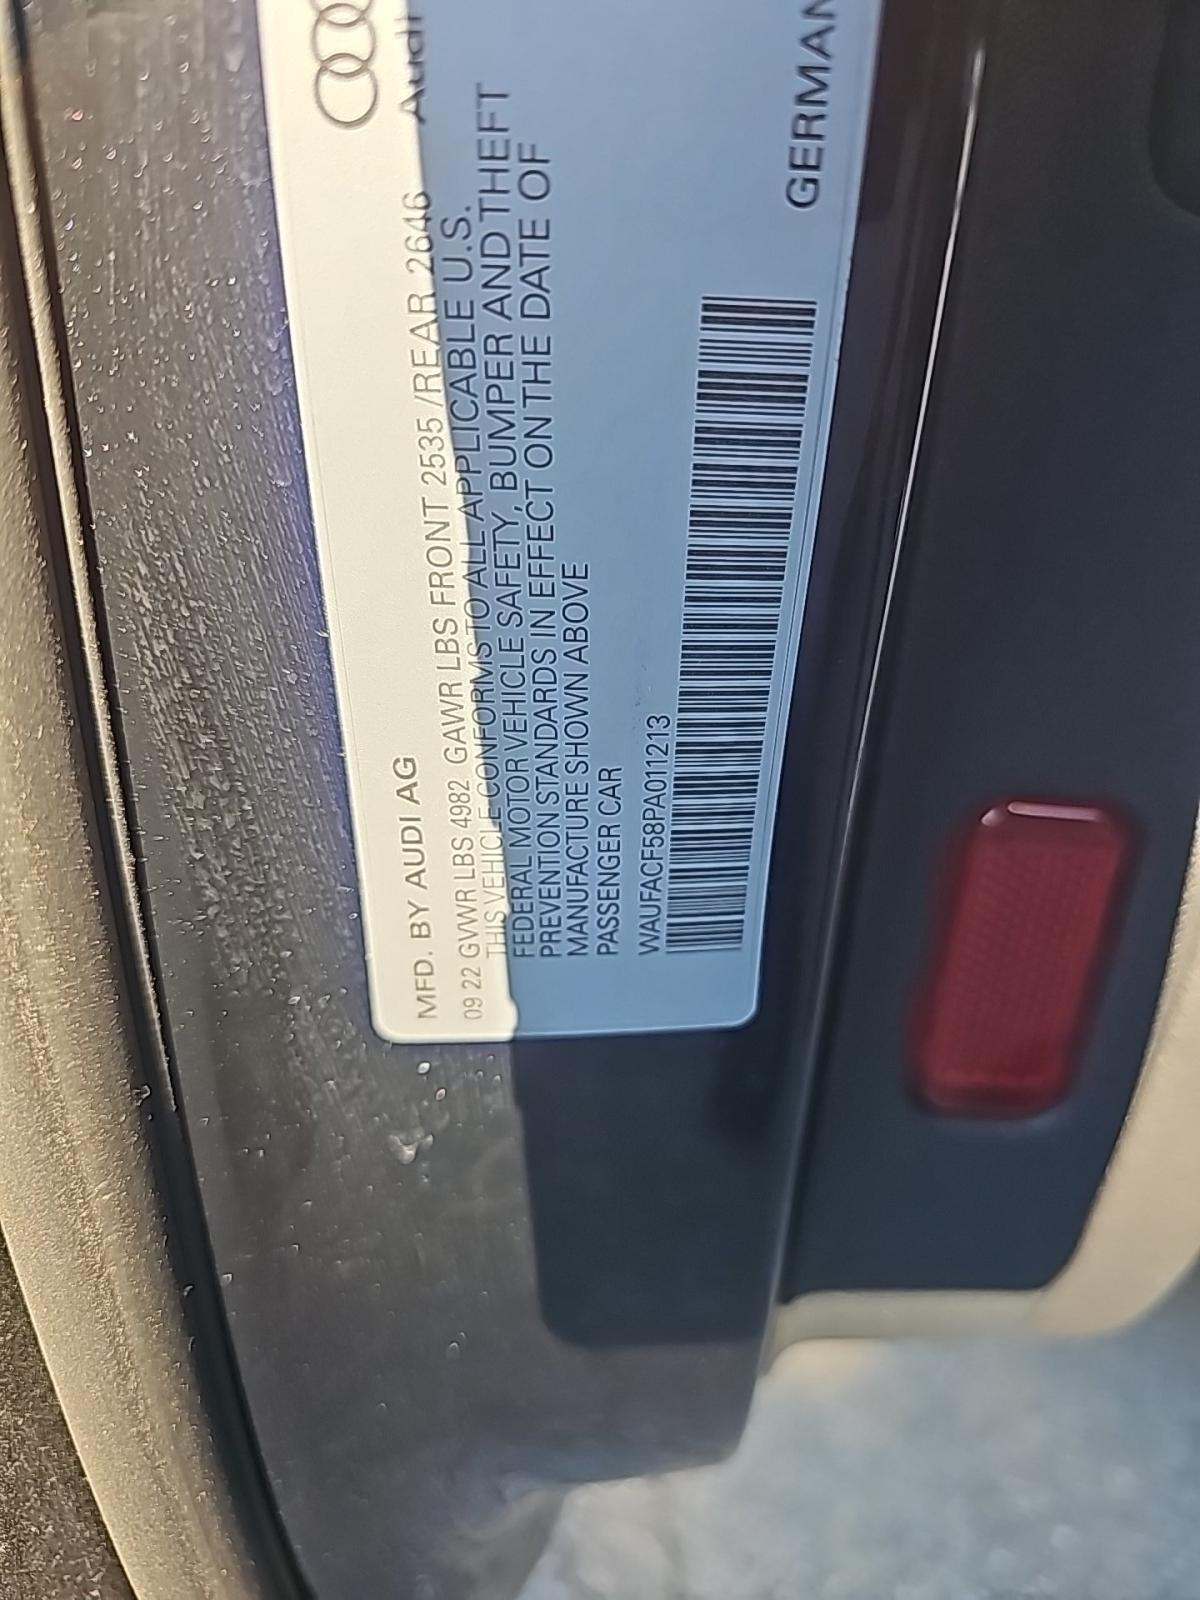 Audi
MFD. BY AUDI AG
09 22 GVWR LBS 4982 GAWR LBS FRONT 2535 /REAR 2646
THIS VEHICLE CONFORMS TO ALL APPLICABLE U.S.
FEDERAL MOTOR VEHICLE SAFETY, BUMPER AND THEFT
PREVENTION STANDARDS IN EFFECT ON THE DATE OF
MANUFACTURE SHOWN ABOVE
PASSENGER CAR
WAUFACF58PA011213
GERMAN